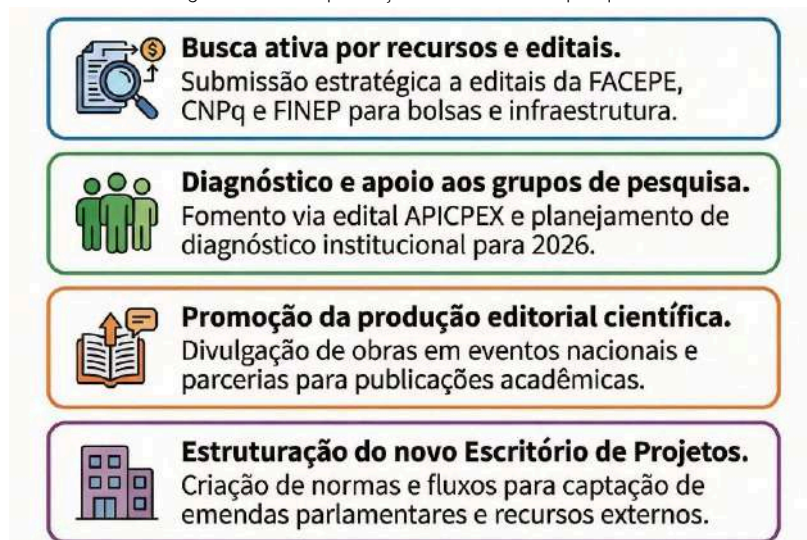 Busca ativa por recursos e editais.
Submissão estratégica a editais da FACEPE,
CNPq e FINEP para bolsas e infraestrutura.
Diagnóstico e apoio aos grupos de pesquisa.
Fomento via edital APICPEX e planejamento de
diagnóstico institucional para 2026.
Promoção da produção editorial científica.
Divulgação de obras em eventos nacionais e
parcerias para publicações acadêmicas.
Estruturação do novo Escritório de Projetos.
Criação de normas e fluxos para captação de
emendas parlamentares e recursos externos.